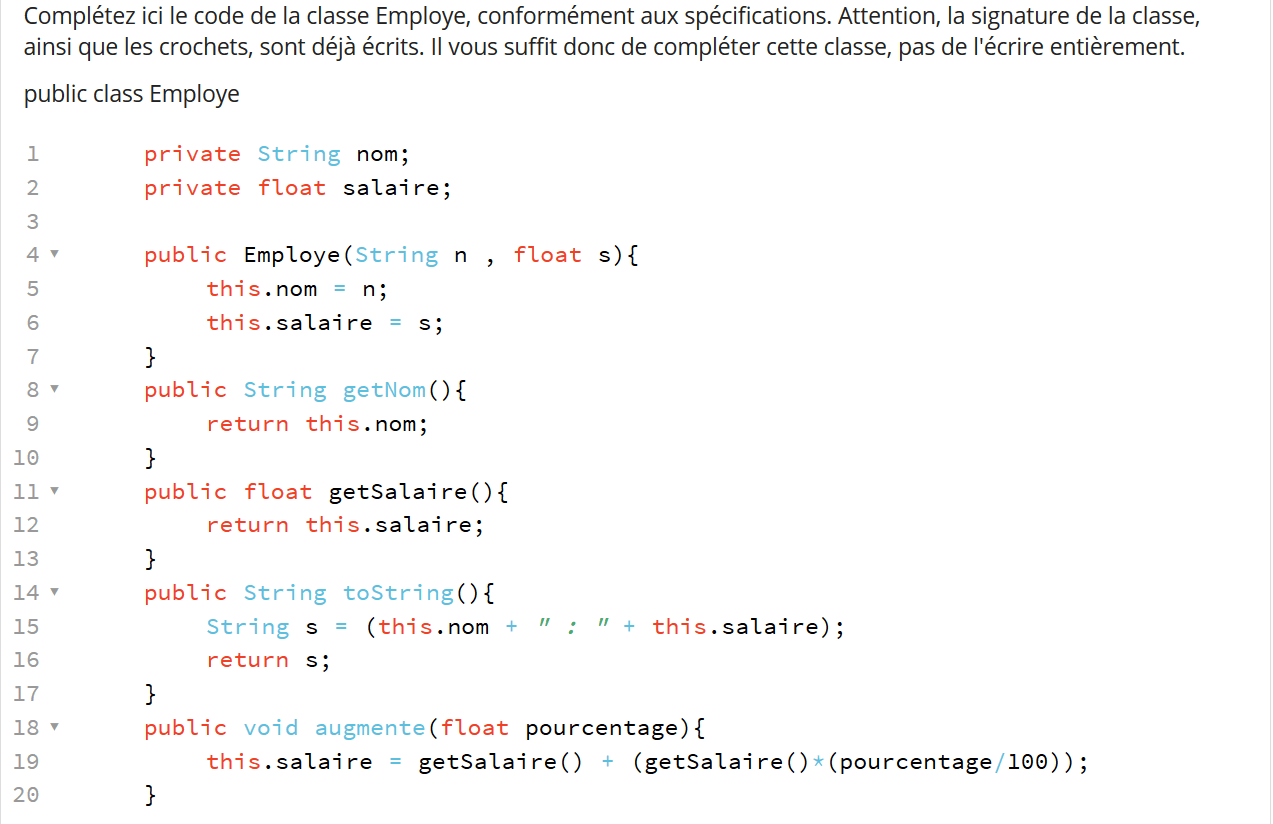 Complétez ici le code de la classe Employe, conformément aux spécifications. Attention, la signature de la classe,
ainsi que les crochets, sont déjà écrits. Il vous suffit donc de compléter cette classe, pas de l'écrire entièrement.
public class Employe
1 private String nom;
2 private float salaire;
3
4 public Employe(String n , float s){
5 this.nom = n;
6 this.salaire = s;
7 }
8 public String getNom(){
9 return this.nom;
10 }
11 public float getSalaire(){
12 return this.salaire;
13 }
14 public String toString(){
15 String s = (this.nom + " : " + this.salaire);
16 return s;
17 }
18 public void augmente(float pourcentage){
19 this.salaire = getSalaire() + (getSalaire()*(pourcentage/100));
20 }